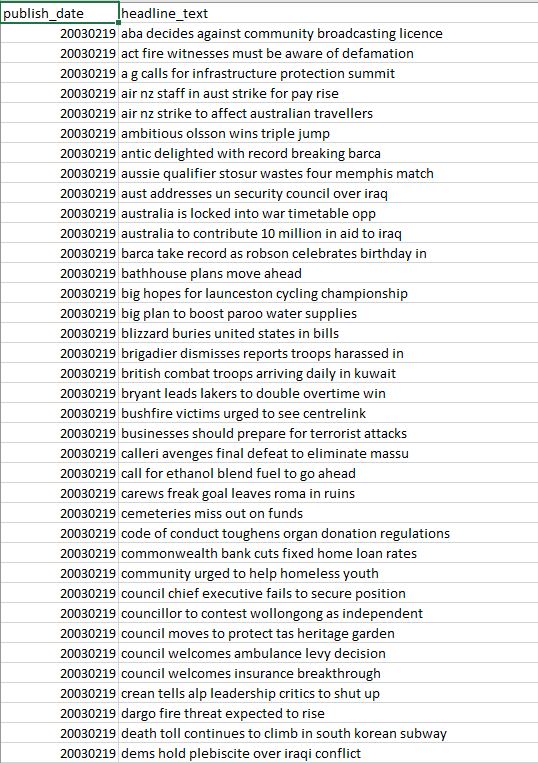 publish_date headline_text
20030219 aba decides against community broadcasting licence
20030219 act fire witnesses must be aware of defamation
20030219 a g calls for infrastructure protection summit
20030219 air nz staff in aust strike for pay rise
20030219 air nz strike to affect australian travellers
20030219 ambitious olsson wins triple jump
20030219 antic delighted with record breaking barca
20030219 aussie qualifier stosur wastes four memphis match
20030219 aust addresses un security council over iraq
20030219 australia is locked into war timetable opp
20030219 australia to contribute 10 million in aid to iraq
20030219 barca take record as robson celebrates birthday in
20030219 bathhouse plans move ahead
20030219 big hopes for launceston cycling championship
20030219 big plan to boost paroo water supplies
20030219 blizzard buries united states in bills
20030219 brigadier dismisses reports troops harassed in
20030219 british combat troops arriving daily in kuwait
20030219 bryant leads lakers to double overtime win
20030219 bushfire victims urged to see centrelink
20030219 businesses should prepare for terrorist attacks
20030219 calleri avenges final defeat to eliminate massu
20030219 call for ethanol blend fuel to go ahead
20030219 carews freak goal leaves roma in ruins
20030219 cemeteries miss out on funds
20030219 code of conduct toughens organ donation regulations
20030219 commonwealth bank cuts fixed home loan rates
20030219 community urged to help homeless youth
20030219 council chief executive fails to secure position
20030219 councillor to contest wollongong as independent
20030219 council moves to protect tas heritage garden
20030219 council welcomes ambulance levy decision
20030219 council welcomes insurance breakthrough
20030219 crean tells alp leadership critics to shut up
20030219 dargo fire threat expected to rise
20030219 death toll continues to climb in south korean subway
20030219 dems hold plebiscite over iraqi conflict